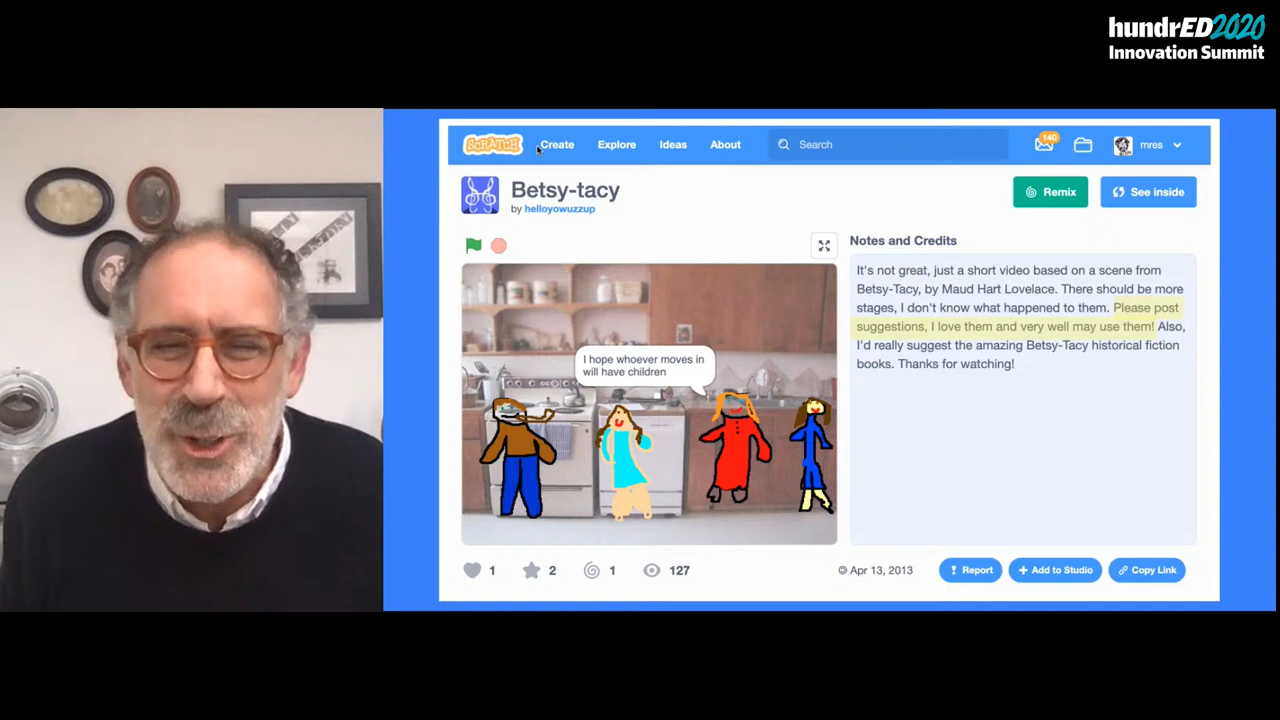 hundrED2020
Innovation Summit
SCRATCH
Create
Explore
Ideas
About
Search
140
mres
Betsy-tacy
by helloyowuzzup
Remix
See inside
Notes and Credits
It's not great, just a short video based on a scene from
Betsy-Tacy, by Maud Hart Lovelace. There should be more
stages, I don't know what happened to them. Please post
suggestions, I love them and very well may use them! Also,
I'd really suggest the amazing Betsy-Tacy historical fiction
books. Thanks for watching!
I hope whoever moves in
will have children
1
2
1
127
© Apr 13, 2013
Report
Add to Studio
Copy Link